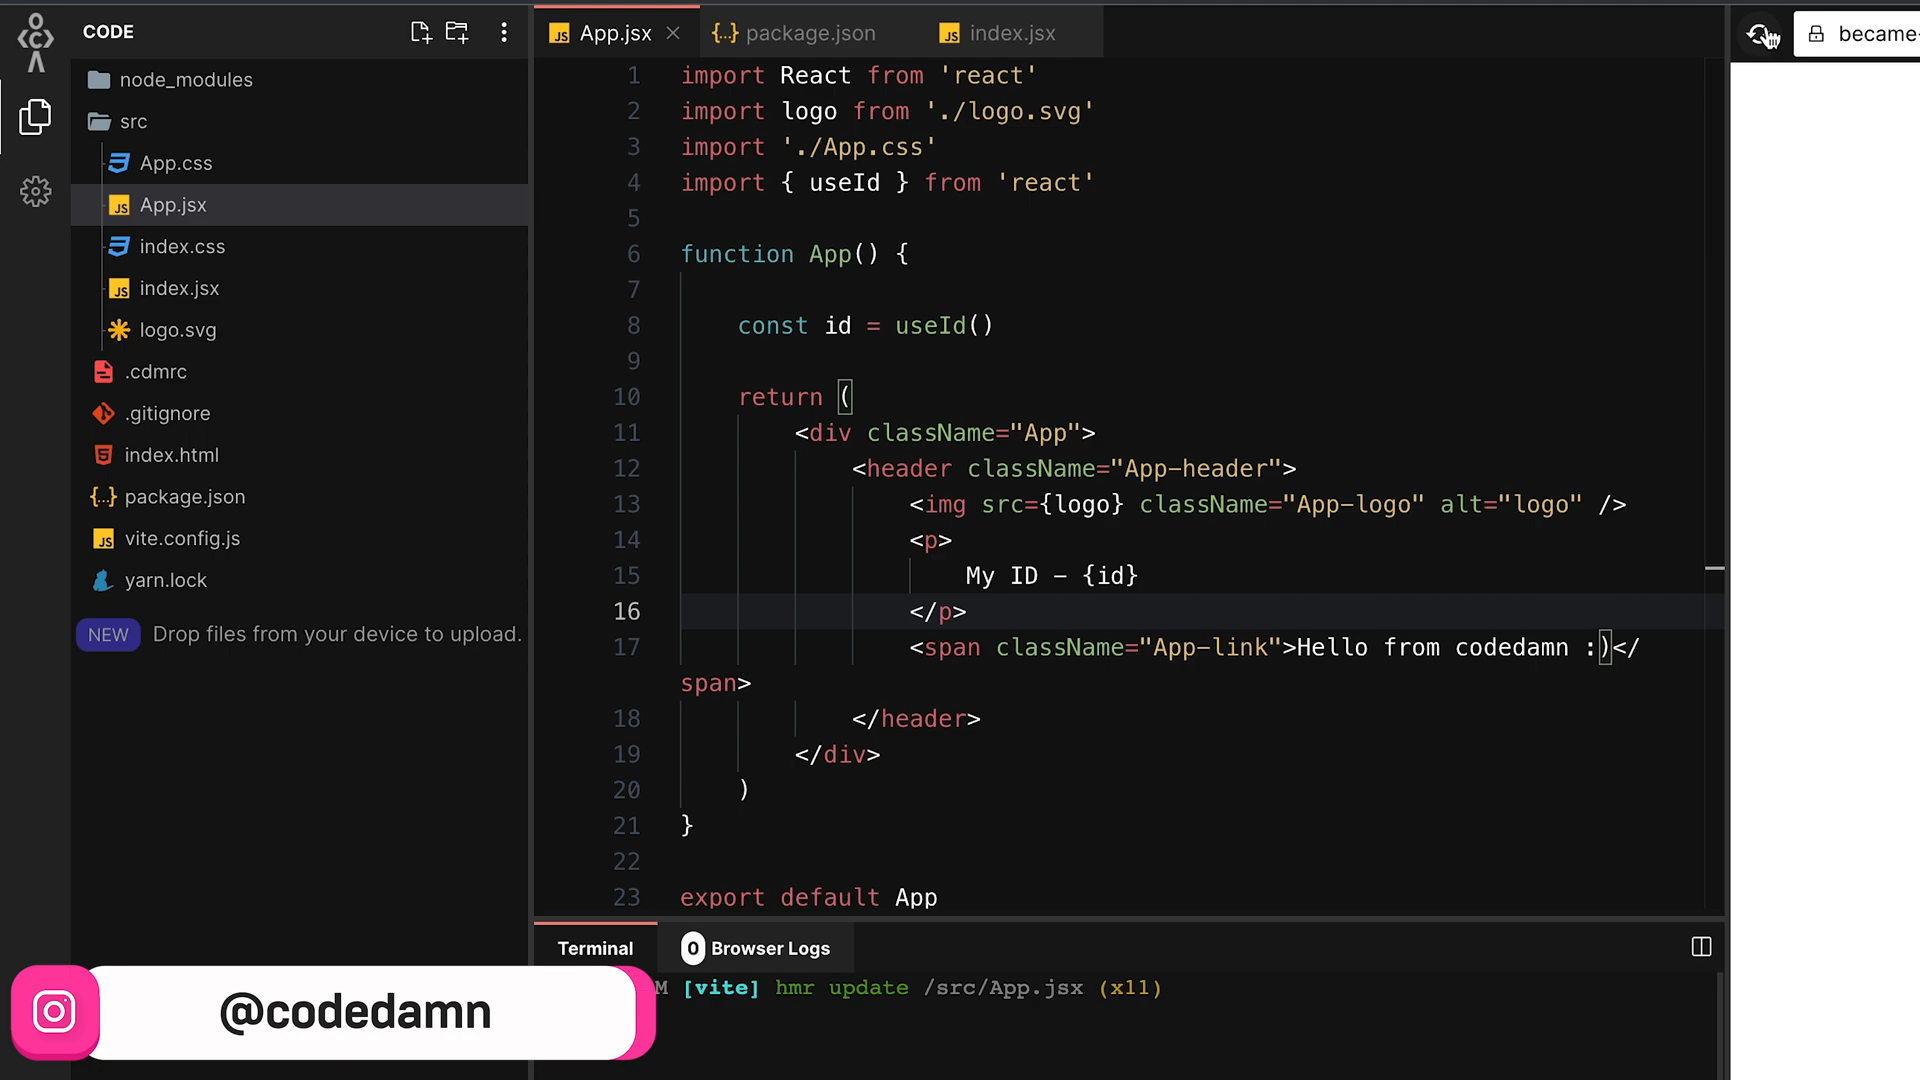 CODE
node_modules
src
App.css
App.jsx
index.css
index.jsx
logo.svg
.cdmrc
.gitignore
index.html
package.json
vite.config.js
yarn.lock
NEW Drop files from your device to upload.
App.jsx
package.json
index.jsx
became-
1 import React from 'react'
2 import logo from './logo.svg'
3 import './App.css'
4 import { useId } from 'react'
5
6 function App() {
7
8 const id = useId()
9
10 return (
11 <div className="App">
12 <header className="App-header">
13 <img src={logo} className="App-logo" alt="logo" />
14 <p>
15 My ID - {id}
16 </p>
17 <span className="App-link">Hello from codedamn :)</
span>
18 </header>
19 </div>
20 )
21 }
22
23 export default App
Terminal
0 Browser Logs
M [vite] hmr update /src/App.jsx (x11)
@codedamn